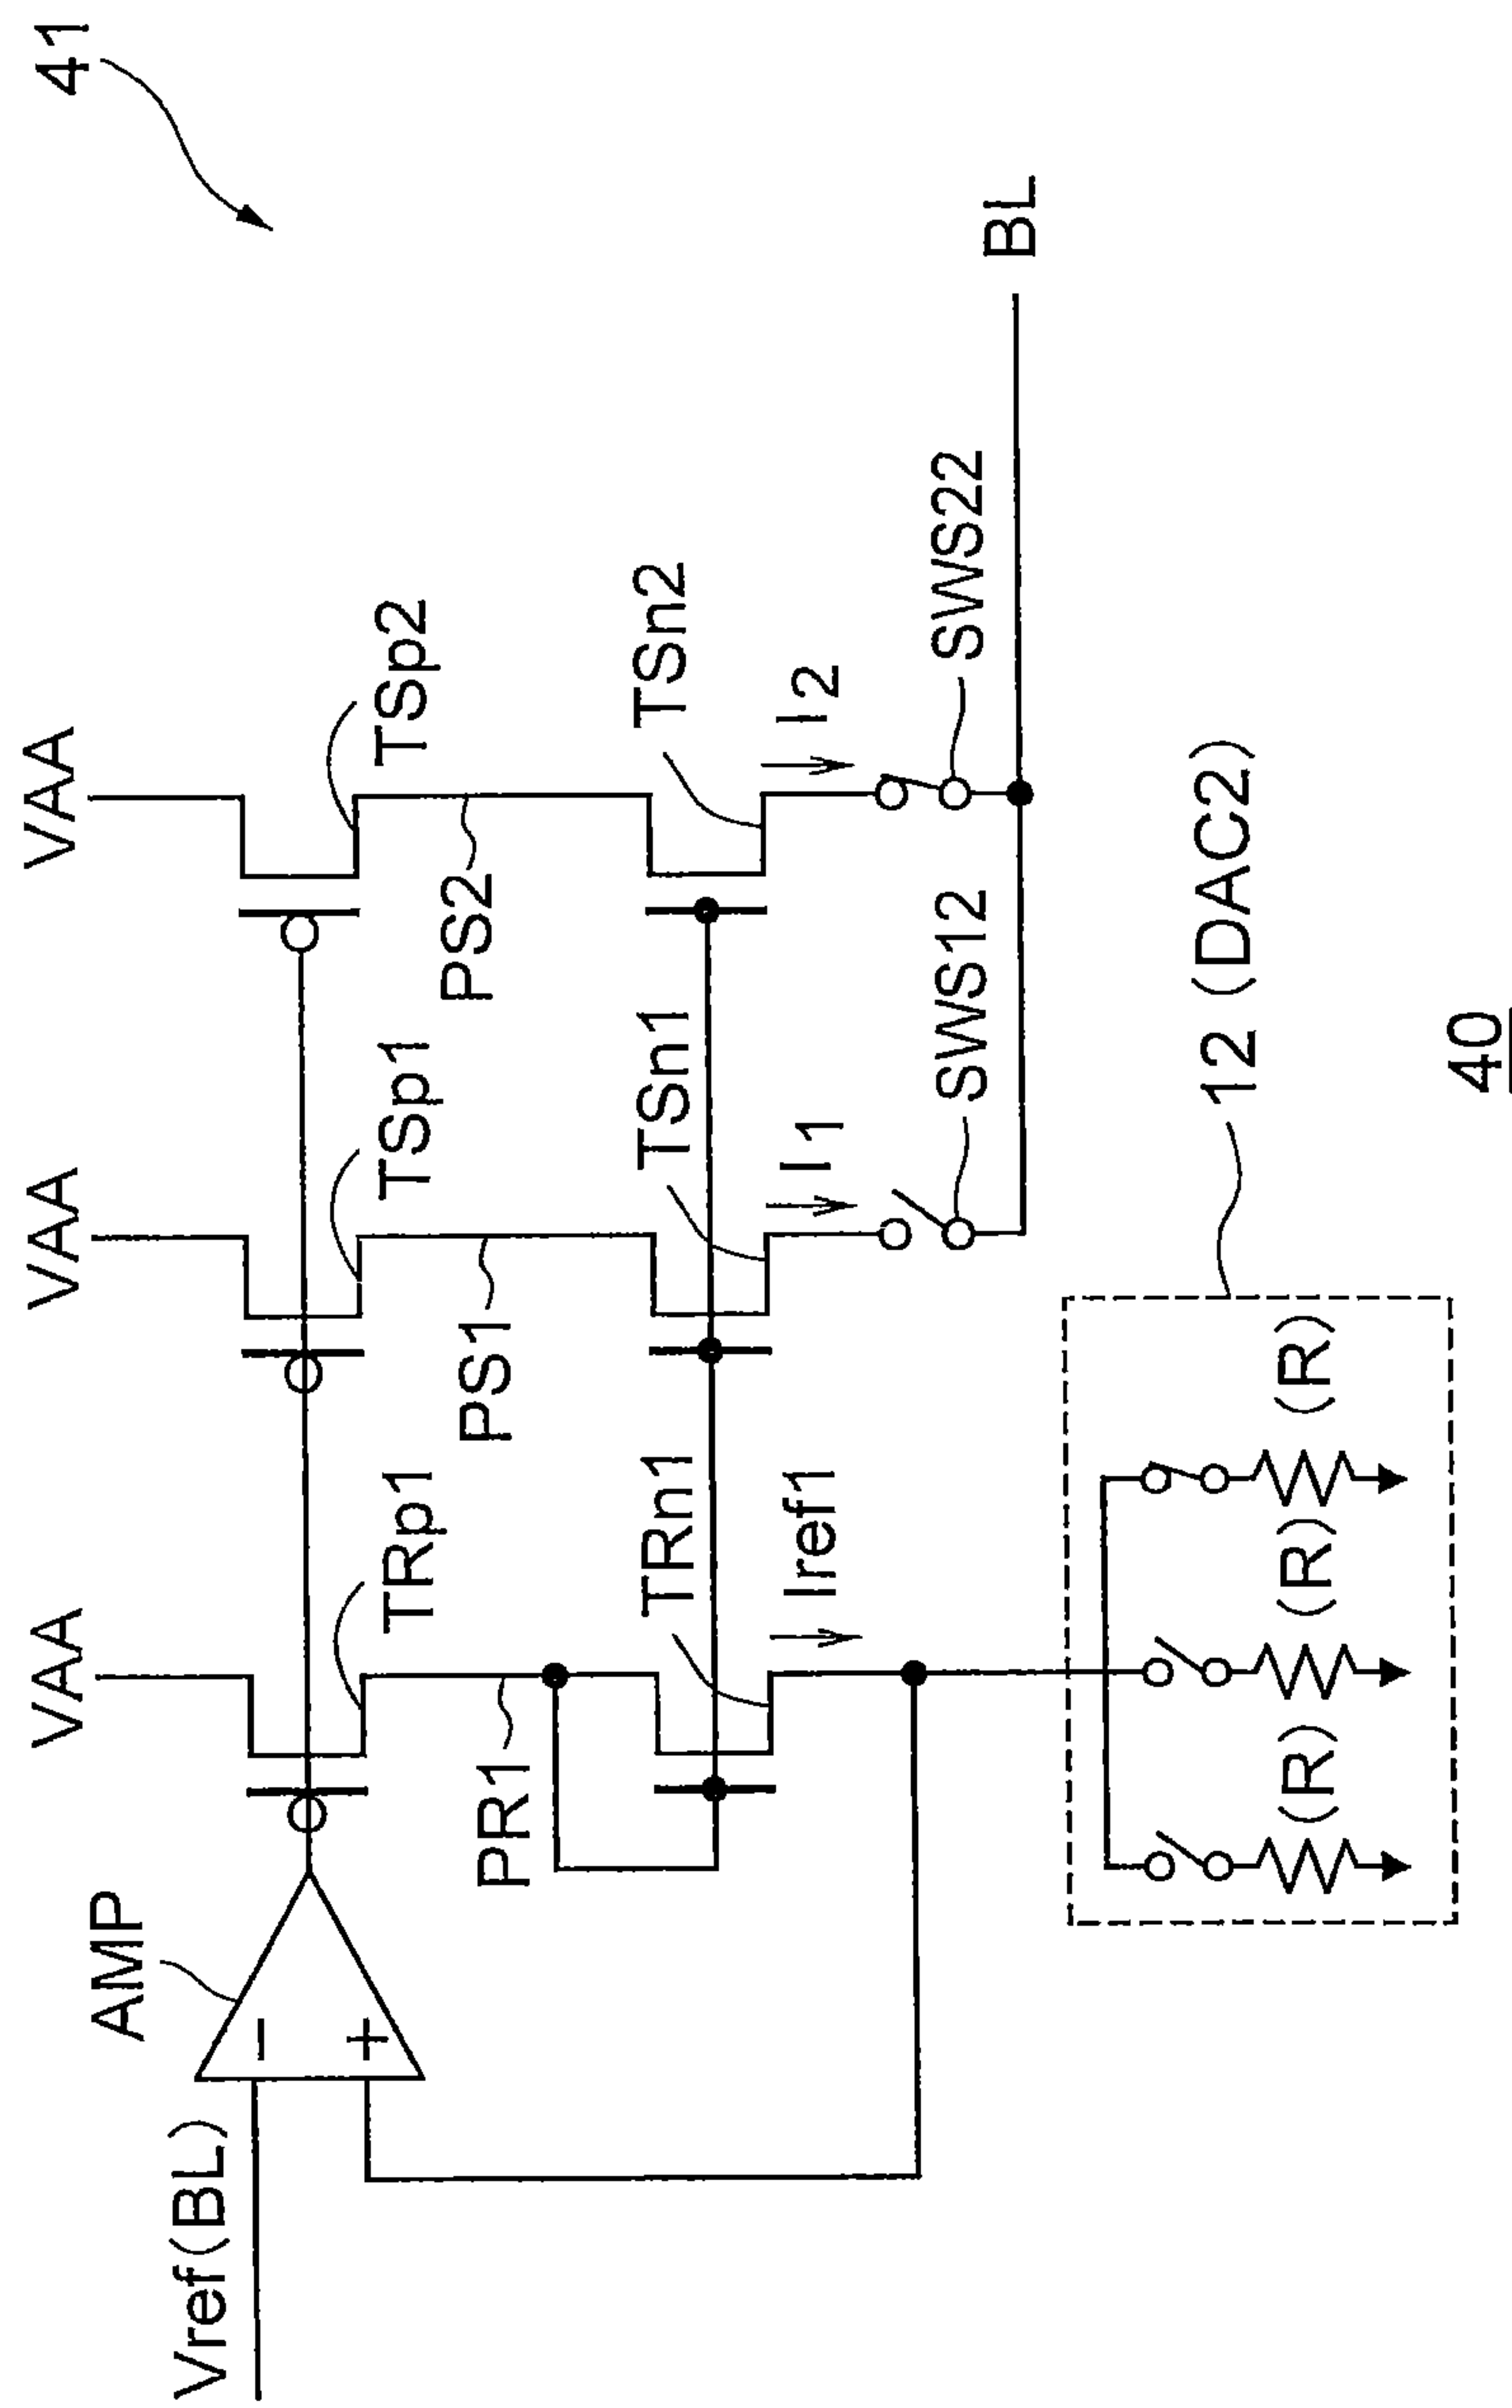 41
VAA
VAA
VAA
AMP
Vref(BL)
TRp1
TSp1
TSp2
PR1
PS1
PS2
TRn1
TSn1
TSn2
Iref1
I1
I2
SWS12
SWS22
BL
12 (DAC2)
(R)
(R)
(R)
−
+
40